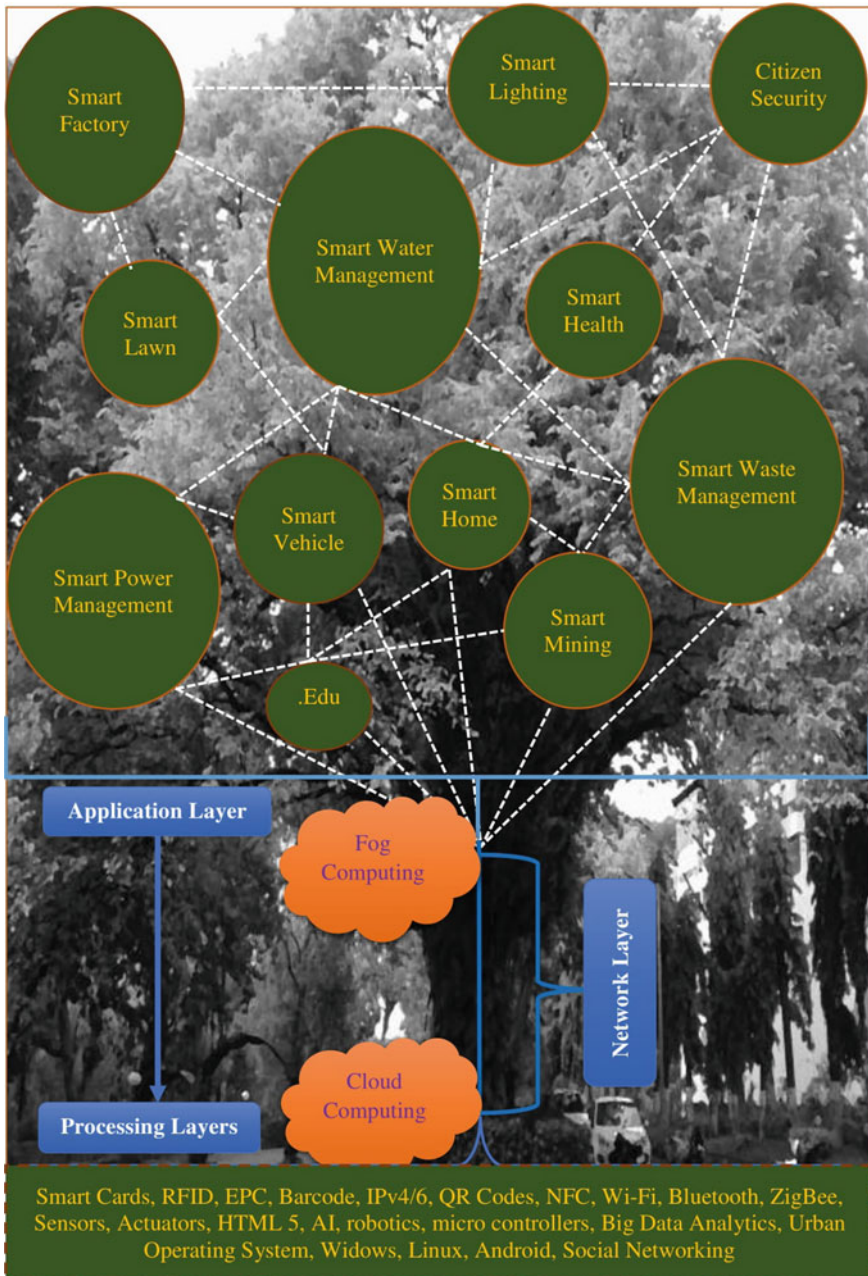 Smart
Factory
Smart
Lighting
Citizen
Security
Smart Water
Management
Smart
Health
Smart
Lawn
Smart Waste
Management
Smart
Home
Smart
Vehicle
Smart Power
Management
Smart
Mining
.Edu
Application Layer
Fog
Computing
Network Layer
Cloud
Computing
Processing Layers
Smart Cards, RFID, EPC, Barcode, IPv4/6, QR Codes, NFC, Wi-Fi, Bluetooth, ZigBee,
Sensors, Actuators, HTML 5, AI, robotics, micro controllers, Big Data Analytics, Urban
Operating System, Widows, Linux, Android, Social Networking